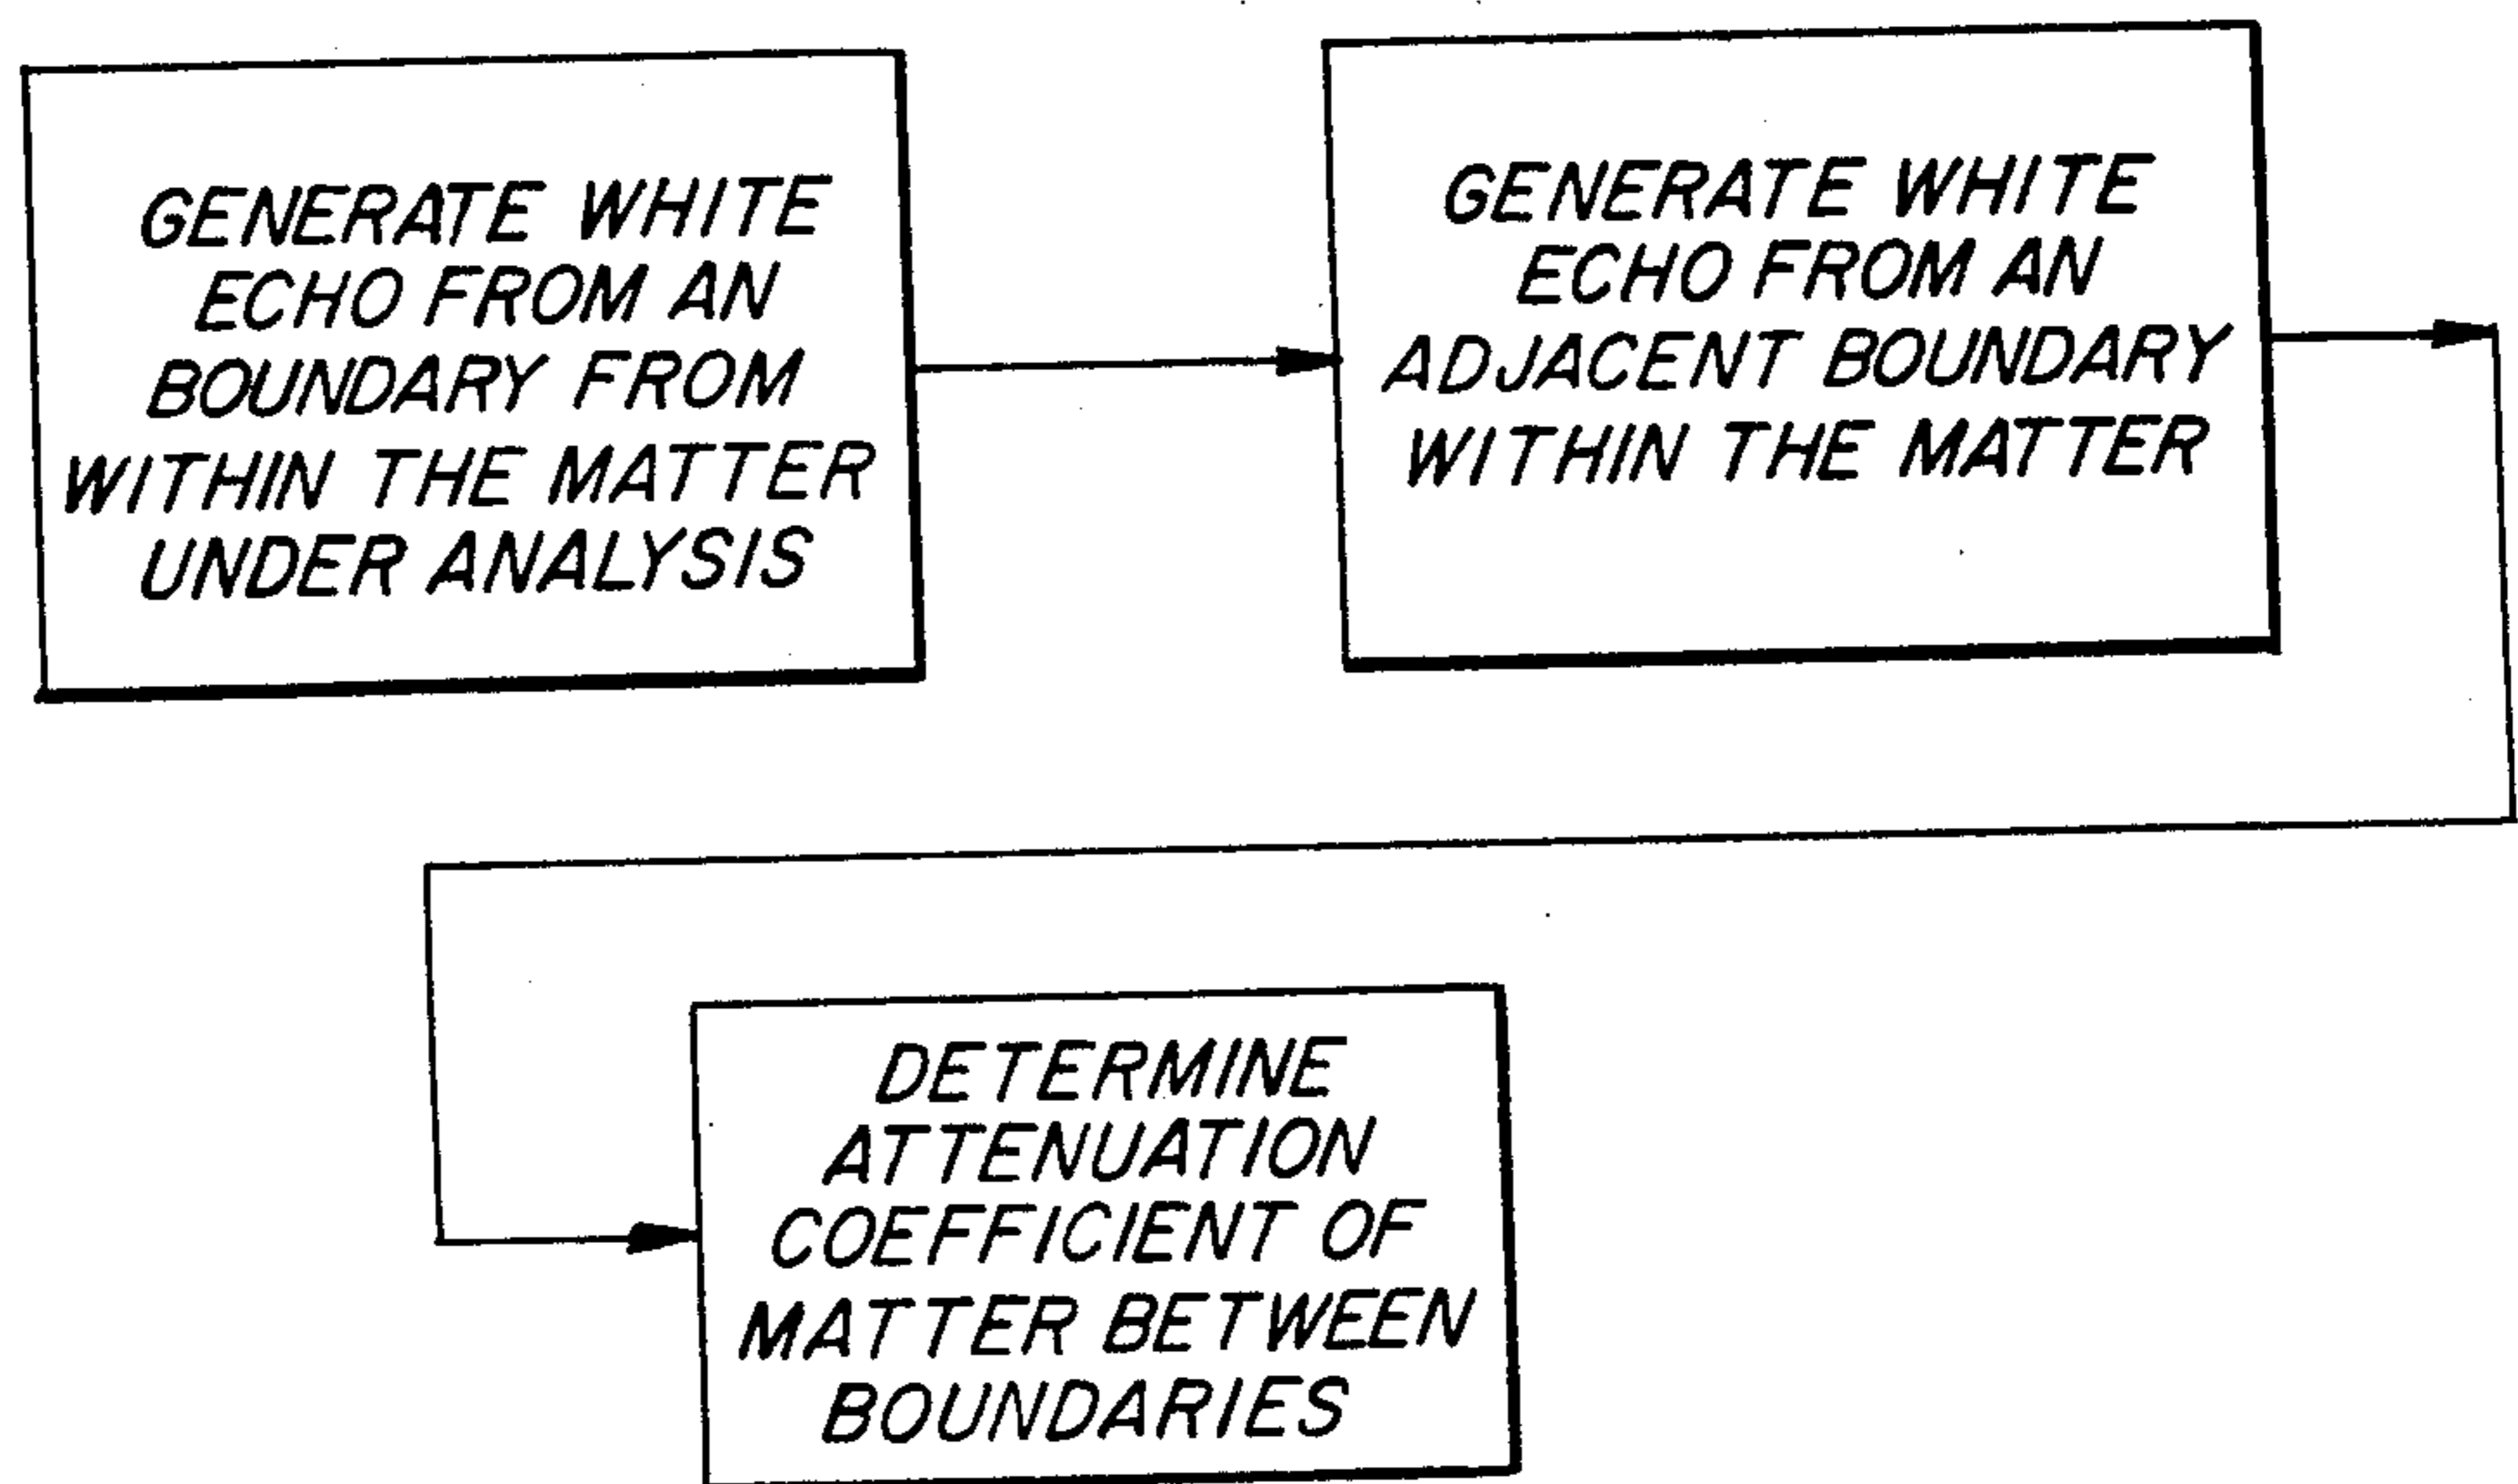 GENERATE WHITE
ECHO FROM AN
BOUNDARY FROM
WITHIN THE MATTER
UNDER ANALYSIS
GENERATE WHITE
ECHO FROM AN
ADJACENT BOUNDARY
WITHIN THE MATTER
DETERMINE
ATTENUATION
COEFFICIENT OF
MATTER BETWEEN
BOUNDARIES